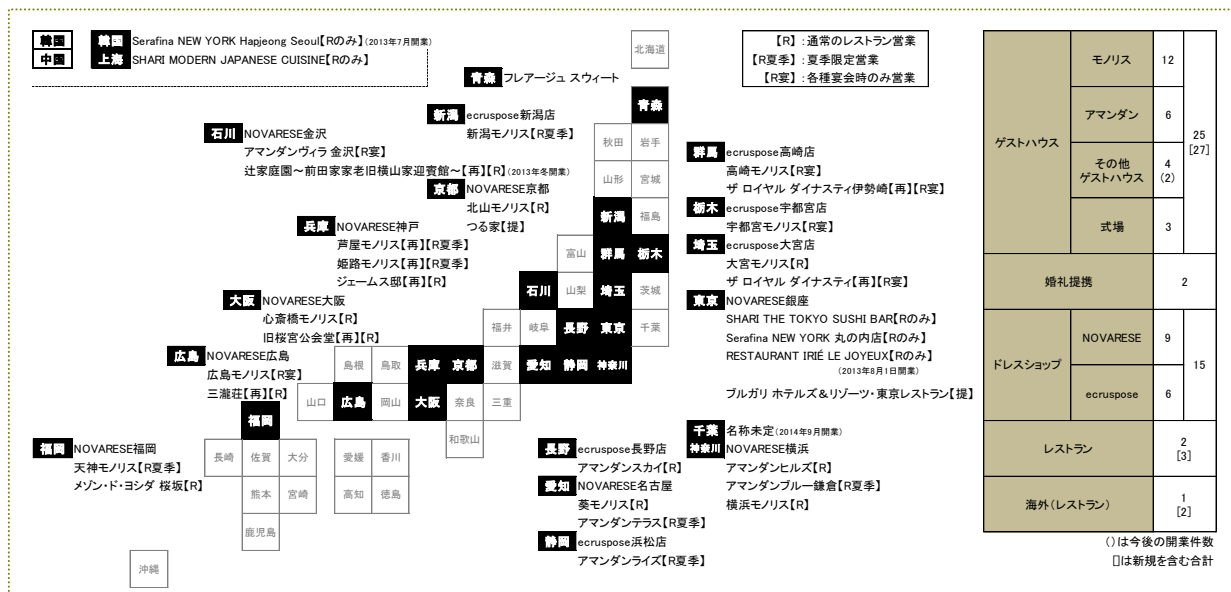 韓国 韓国 Serafina NEW YORK Hapjeong Seoul【Rのみ】(2013年7月開業)
中国 上海 SHARI MODERN JAPANESE CUISINE【Rのみ】
【R】:通常のレストラン営業
【R夏季】:夏季限定営業
【R宴】:各種宴会時のみ営業
青森 フレアージュ スウィート
新潟 ecruspose新潟店
新潟モノリス【R夏季】
石川 NOVARESE金沢
アマンダンヴィラ 金沢【R宴】
辻家庭園～前田家家老旧横山家迎賓館～【再】【R】(2013年冬開業)
京都 NOVARESE京都
北山モノリス【R】
つる家【提】
兵庫 NOVARESE神戸
芦屋モノリス【再】【R夏季】
姫路モノリス【再】【R夏季】
ジェームス邸【再】【R】
大阪 NOVARESE大阪
心斎橋モノリス【R】
旧桜宮公会堂【再】【R】
広島 NOVARESE広島
広島モノリス【R宴】
三瀧荘【再】【R】
福岡 NOVARESE福岡
天神モノリス【R夏季】
メゾン・ド・ヨシダ 桜坂【R】
北海道
青森
秋田 岩手
山形 宮城
新潟 福島
富山 群馬 栃木
石川 山梨 埼玉 茨城
福井 岐阜 長野 東京 千葉
島根 鳥取 兵庫 京都 滋賀 愛知 静岡 神奈川
山口 広島 岡山 大阪 奈良 三重
福岡 和歌山
長崎 佐賀 大分 愛媛 香川
熊本 宮崎 高知 徳島
鹿児島
沖縄
群馬 ecruspose高崎店
高崎モノリス【R宴】
ザ ロイヤル ダイナスティ伊勢崎【再】【R宴】
栃木 ecruspose宇都宮店
宇都宮モノリス【R宴】
埼玉 ecruspose大宮店
大宮モノリス【R】
ザ ロイヤル ダイナスティ【再】【R宴】
東京 NOVARESE銀座
SHARI THE TOKYO SUSHI BAR【Rのみ】
Serafina NEW YORK 丸の内店【Rのみ】
RESTAURANT IRIÉ LE JOYEUX【Rのみ】
(2013年8月1日開業)
ブルガリ ホテルズ＆リゾーツ・東京レストラン【提】
千葉 名称未定(2014年9月開業)
神奈川 NOVARESE横浜
アマンダンヒルズ【R】
アマンダンブルー鎌倉【R夏季】
横浜モノリス【R】
長野 ecruspose長野店
アマンダンスカイ【R】
愛知 NOVARESE名古屋
葵モノリス【R】
アマンダンテラス【R夏季】
静岡 ecruspose浜松店
アマンダンライズ【R夏季】
ゲストハウス モノリス 12 25 [27]
アマンダン 6
その他ゲストハウス 4 (2)
式場 3
婚礼提携 2
ドレスショップ NOVARESE 9 15
ecruspose 6
レストラン 2 [3]
海外(レストラン) 1 [2]
()は今後の開業件数
[]は新規を含む合計